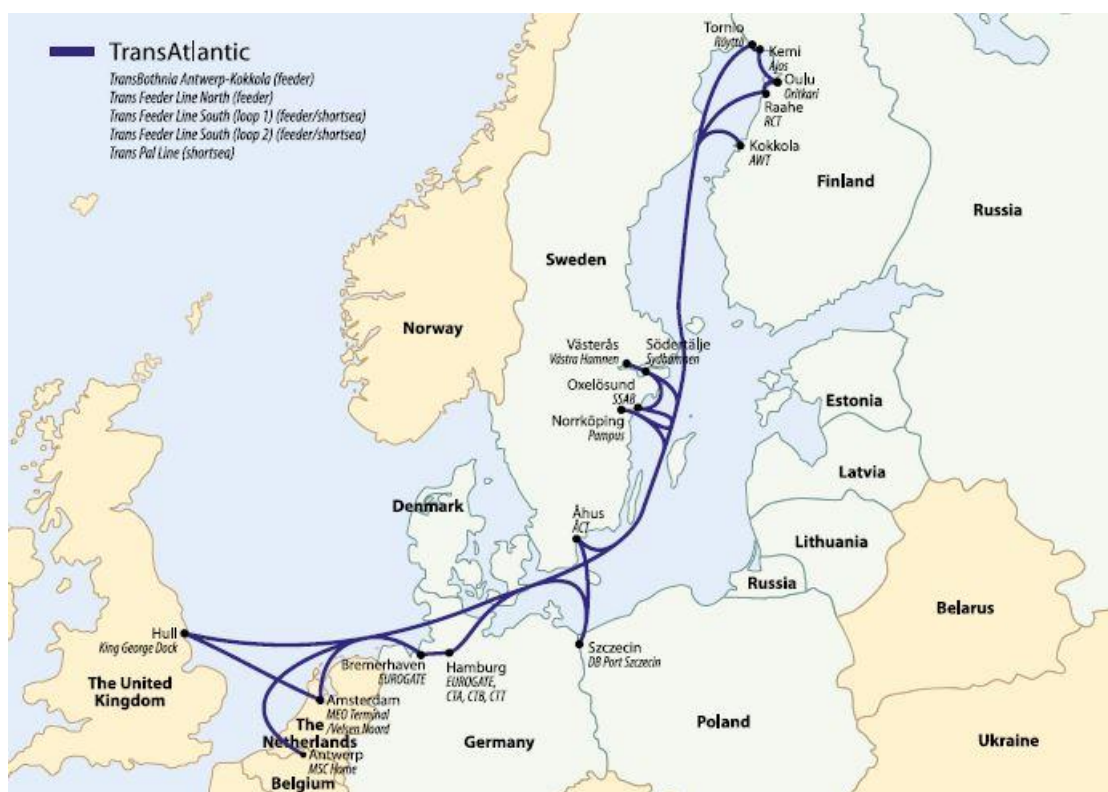 TransAtlantic
TransBothnia Antwerp-Kokkola (feeder)
Trans Feeder Line North (feeder)
Trans Feeder Line South (loop 1) (feeder/shortsea)
Trans Feeder Line South (loop 2) (feeder/shortsea)
Trans Pal Line (shortsea)
Tornio
Röyttä
Kemi
Ajos
Oulu
Oritkari
Raahe
RCT
Kokkola
AWT
Finland
Russia
Sweden
Norway
Västerås
Västra Hamnen
Södertälje
Sydhamnen
Oxelösund
SSAB
Norrköping
Pampus
Estonia
Latvia
Denmark
Åhus
ÅCT
Lithuania
Russia
Belarus
Hull
King George Dock
Szczecin
DB Port Szczecin
Bremerhaven
EUROGATE
Hamburg
EUROGATE,
CTA, CTB, CTT
The United
Kingdom
Amsterdam
MEO Terminal
/Velsen Noord
The
Netherlands
Antwerp
MSC Home
Belgium
Germany
Poland
Ukraine